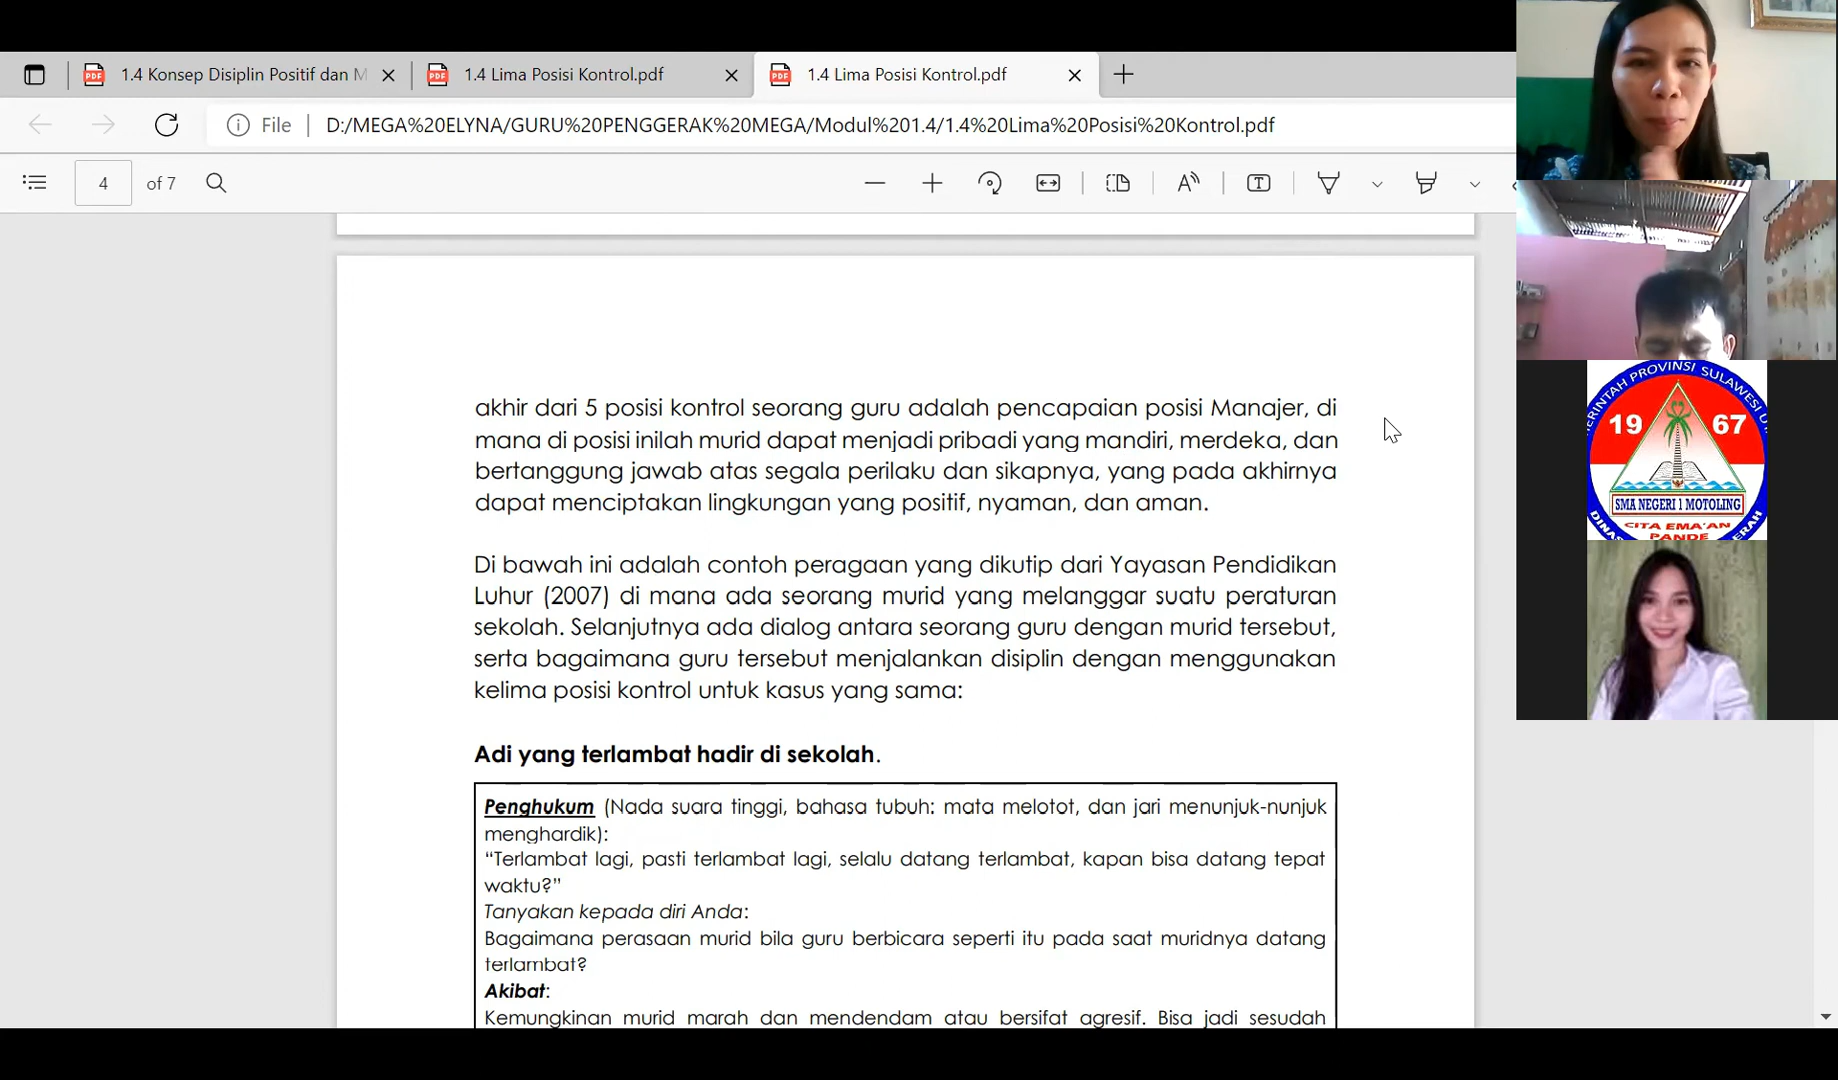 1.4 Konsep Disiplin Positif dan M
1.4 Lima Posisi Kontrol.pdf
1.4 Lima Posisi Kontrol.pdf
File
D:/MEGA%20ELYNA/GURU%20PENGGERAK%20MEGA/Modul%201.4/1.4%20Lima%20Posisi%20Kontrol.pdf
4 of 7
akhir dari 5 posisi kontrol seorang guru adalah pencapaian posisi Manajer, di
mana di posisi inilah murid dapat menjadi pribadi yang mandiri, merdeka, dan
bertanggung jawab atas segala perilaku dan sikapnya, yang pada akhirnya
dapat menciptakan lingkungan yang positif, nyaman, dan aman.
Di bawah ini adalah contoh peragaan yang dikutip dari Yayasan Pendidikan
Luhur (2007) di mana ada seorang murid yang melanggar suatu peraturan
sekolah. Selanjutnya ada dialog antara seorang guru dengan murid tersebut,
serta bagaimana guru tersebut menjalankan disiplin dengan menggunakan
kelima posisi kontrol untuk kasus yang sama:
Adi yang terlambat hadir di sekolah.
Penghukum (Nada suara tinggi, bahasa tubuh: mata melotot, dan jari menunjuk-nunjuk
menghardik):
“Terlambat lagi, pasti terlambat lagi, selalu datang terlambat, kapan bisa datang tepat
waktu?”
Tanyakan kepada diri Anda:
Bagaimana perasaan murid bila guru berbicara seperti itu pada saat muridnya datang
terlambat?
Akibat:
Kemungkinan murid marah dan mendendam atau bersifat agresif. Bisa jadi sesudah
PROVINSI SULAWESI
19 67
SMA NEGERI 1 MOTOLING
CITA EMA'AN
PANDE